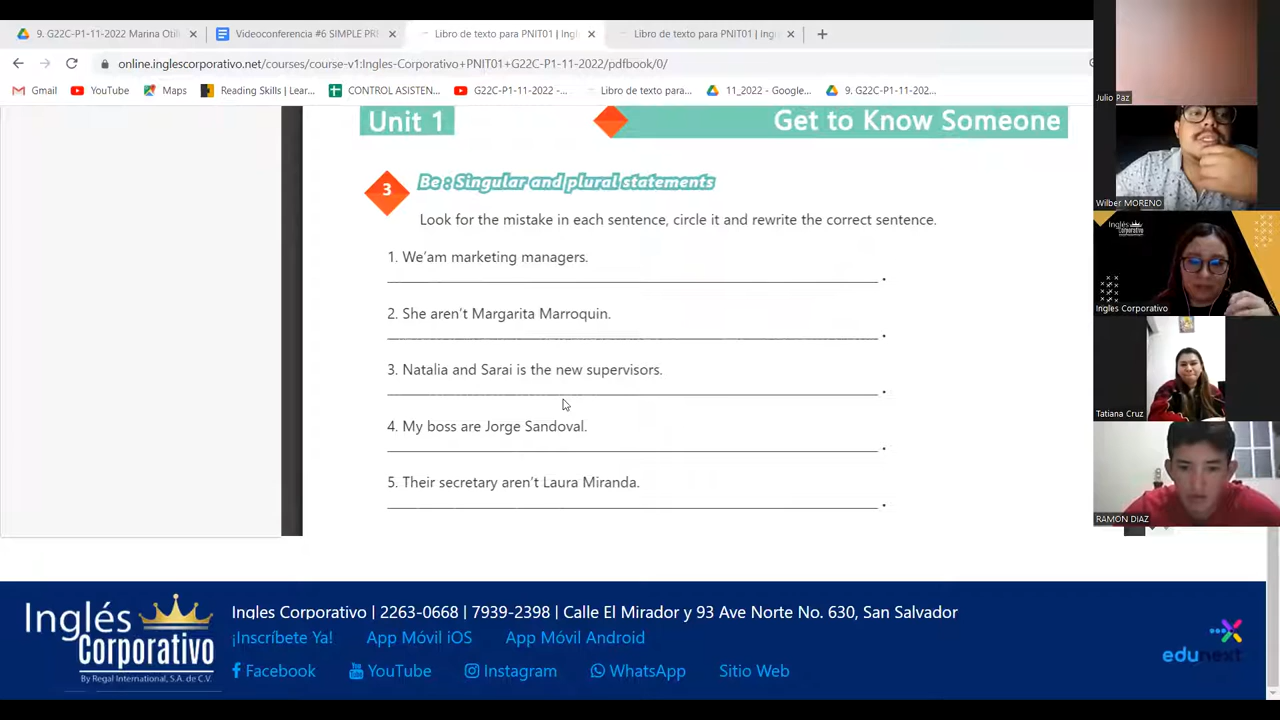 9. G22C-P1-11-2022 Marina Otil
Videoconferencia #6 SIMPLE PRE
Libro de texto para PNIT01 | Ingl
Libro de texto para PNIT01 | Ingl
online.inglescorporativo.net/courses/course-v1:Ingles-Corporativo+PNIT01+G22C-P1-11-2022/pdfbook/0/
Gmail
YouTube
Maps
Reading Skills | Lear...
CONTROL ASISTEN...
G22C-P1-11-2022 -...
Libro de texto para...
11_2022 - Google...
9. G22C-P1-11-202...
Unit 1
Get to Know Someone
3
Be : Singular and plural statements
Look for the mistake in each sentence, circle it and rewrite the correct sentence.
1. We'am marketing managers.
2. She aren't Margarita Marroquin.
3. Natalia and Sarai is the new supervisors.
4. My boss are Jorge Sandoval.
5. Their secretary aren't Laura Miranda.
Julio Paz
Wilber MORENO
Inglés Corporativo
Ingles Corporativo
Tatiana Cruz
RAMON DIAZ
Inglés Corporativo
By Regal International, S.A. de C.V.
Ingles Corporativo | 2263-0668 | 7939-2398 | Calle El Mirador y 93 Ave Norte No. 630, San Salvador
¡Inscríbete Ya! App Móvil iOS App Móvil Android
Facebook YouTube Instagram WhatsApp Sitio Web
edunext